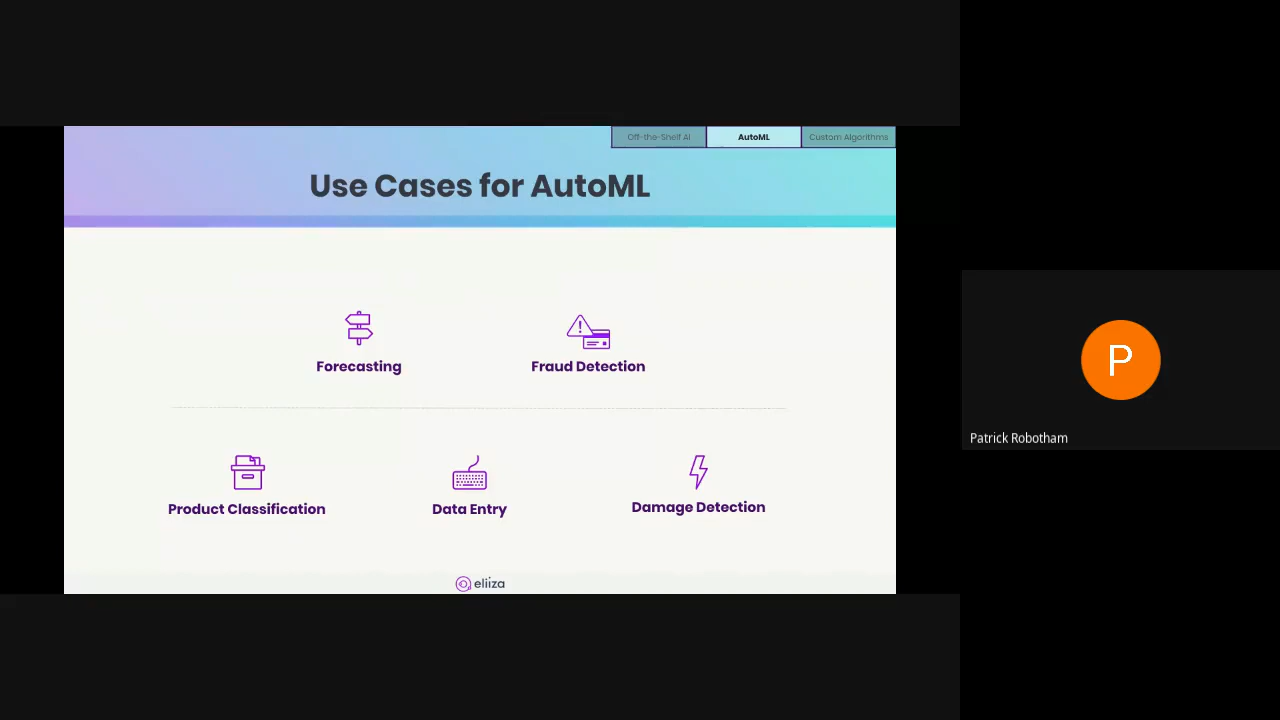 Off-the-Shelf AI
AutoML
Custom Algorithms
Use Cases for AutoML
Forecasting
Fraud Detection
Product Classification
Data Entry
Damage Detection
eliiza
P
Patrick Robotham